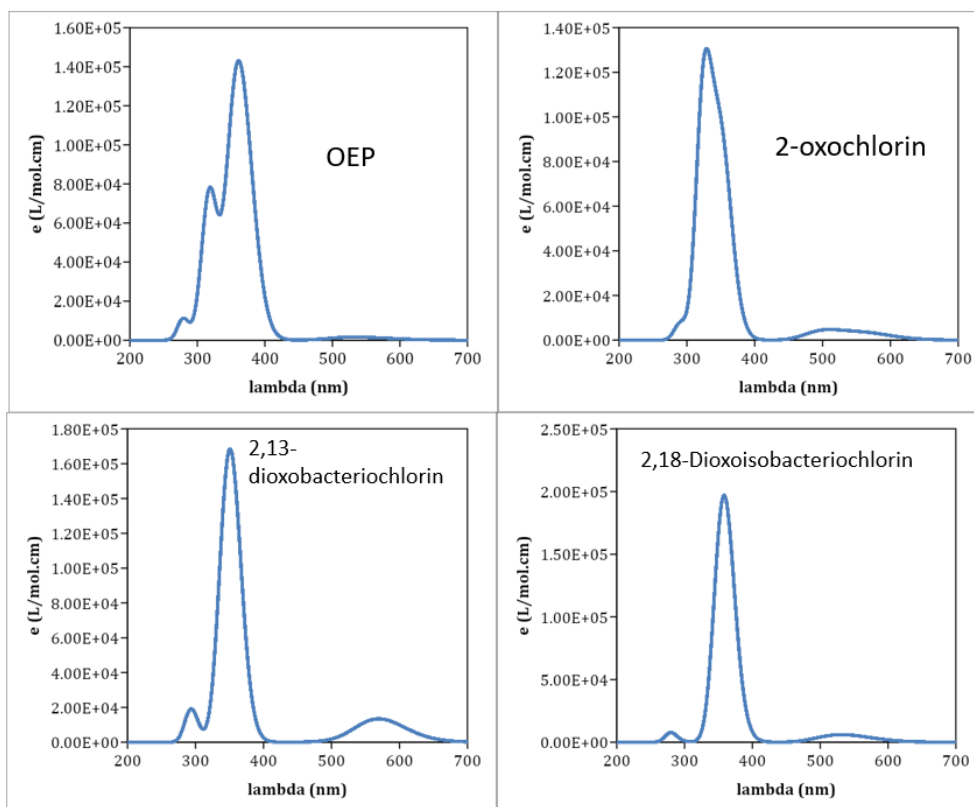 1.60E+05
1.40E+05
1.20E+05
1.00E+05
8.00E+04
6.00E+04
4.00E+04
2.00E+04
0.00E+00
e (L/mol.cm)
OEP
200 300 400 500 600 700
lambda (nm)
1.40E+05
1.20E+05
1.00E+05
8.00E+04
6.00E+04
4.00E+04
2.00E+04
0.00E+00
e (L/mol.cm)
2-oxochlorin
200 300 400 500 600 700
lambda (nm)
1.80E+05
1.60E+05
1.40E+05
1.20E+05
1.00E+05
8.00E+04
6.00E+04
4.00E+04
2.00E+04
0.00E+00
e (L/mol.cm)
2,13-
dioxobacteriochlorin
200 300 400 500 600 700
lambda (nm)
2.50E+05
2.00E+05
1.50E+05
1.00E+05
5.00E+04
0.00E+00
e (L/mol.cm)
2,18-Dioxoisobacteriochlorin
200 300 400 500 600 700
lambda (nm)